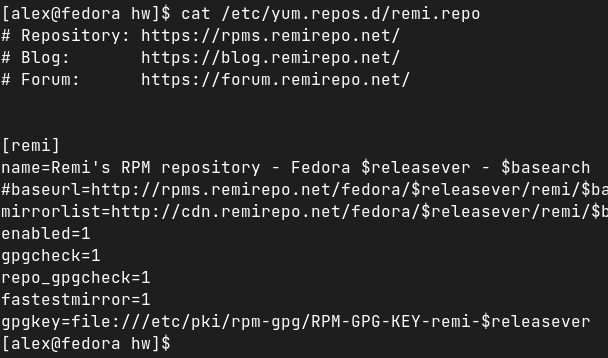 [alex@fedora hw]$ cat /etc/yum.repos.d/remi.repo
# Repository: https://rpms.remirepo.net/
# Blog:       https://blog.remirepo.net/
# Forum:      https://forum.remirepo.net/
[remi]
name=Remi's RPM repository - Fedora $releasever - $basearch
#baseurl=http://rpms.remirepo.net/fedora/$releasever/remi/$ba
mirrorlist=http://cdn.remirepo.net/fedora/$releasever/remi/$b
enabled=1
gpgcheck=1
repo_gpgcheck=1
fastestmirror=1
gpgkey=file:///etc/pki/rpm-gpg/RPM-GPG-KEY-remi-$releasever
[alex@fedora hw]$